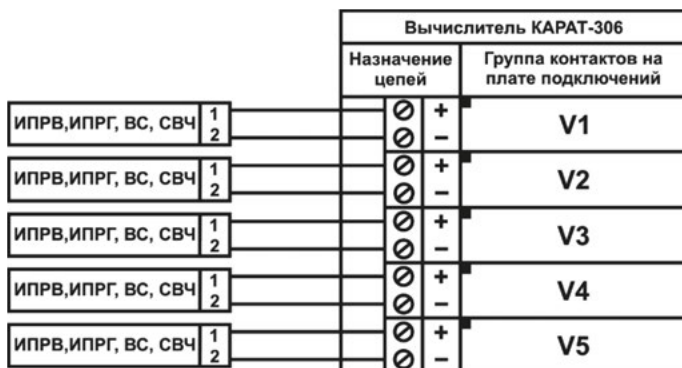 Вычислитель КАРАТ-306
Назначение цепей
Группа контактов на плате подключений
ИПРВ,ИПРГ, ВС, СВЧ 1 + V1
2 −
ИПРВ,ИПРГ, ВС, СВЧ 1 + V2
2 −
ИПРВ,ИПРГ, ВС, СВЧ 1 + V3
2 −
ИПРВ,ИПРГ, ВС, СВЧ 1 + V4
2 −
ИПРВ,ИПРГ, ВС, СВЧ 1 + V5
2 −